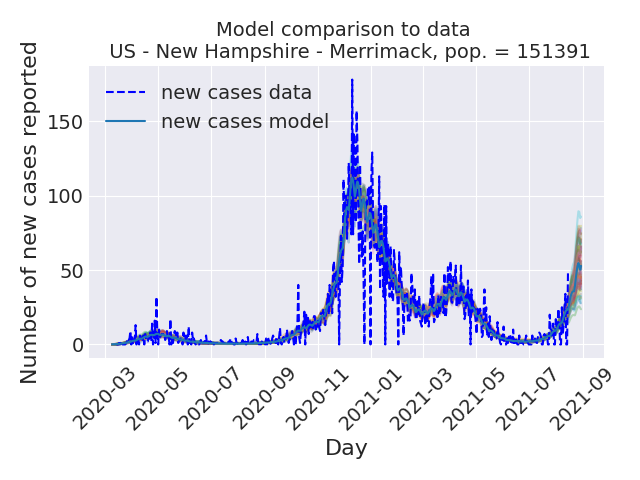 Model comparison to data
US - New Hampshire - Merrimack, pop. = 151391
Number of new cases reported
new cases data
new cases model
150
100
50
0
2020-03
2020-05
2020-07
2020-09
2020-11
2021-01
2021-03
2021-05
2021-07
2021-09
Day